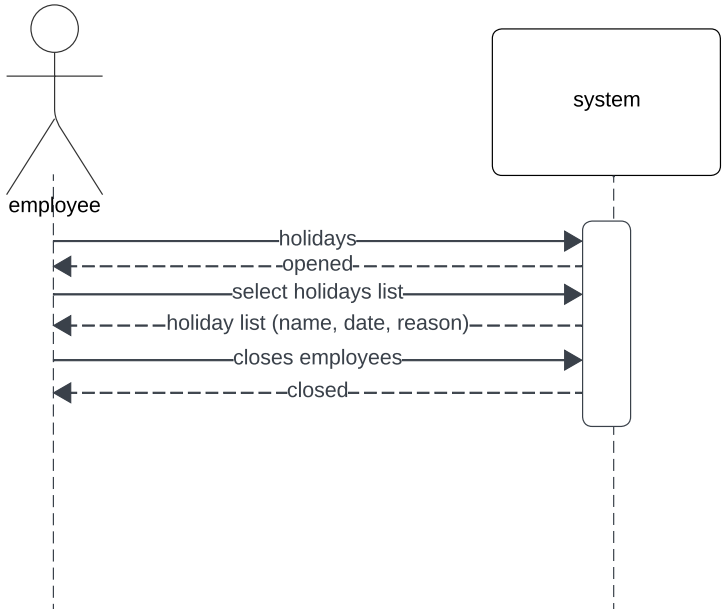 system
employee
holidays
opened
select holidays list
holiday list (name, date, reason)
closes employees
closed